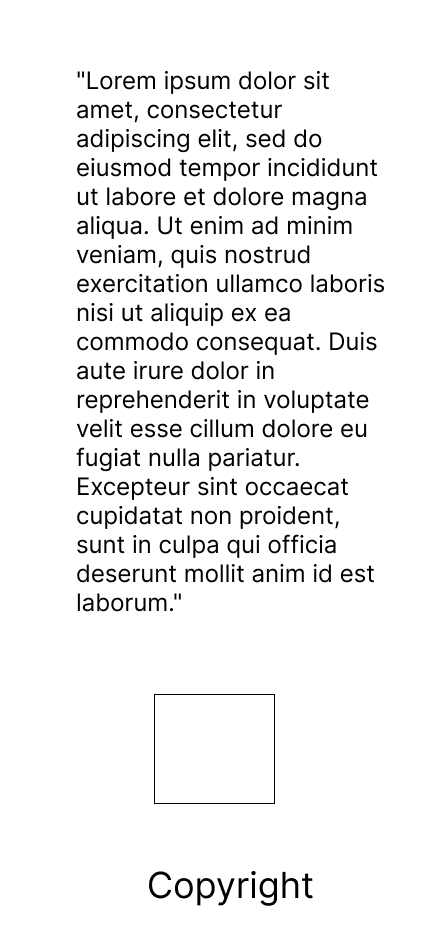 "Lorem ipsum dolor sit
amet, consectetur
adipiscing elit, sed do
eiusmod tempor incididunt
ut labore et dolore magna
aliqua. Ut enim ad minim
veniam, quis nostrud
exercitation ullamco laboris
nisi ut aliquip ex ea
commodo consequat. Duis
aute irure dolor in
reprehenderit in voluptate
velit esse cillum dolore eu
fugiat nulla pariatur.
Excepteur sint occaecat
cupidatat non proident,
sunt in culpa qui officia
deserunt mollit anim id est
laborum."
Copyright